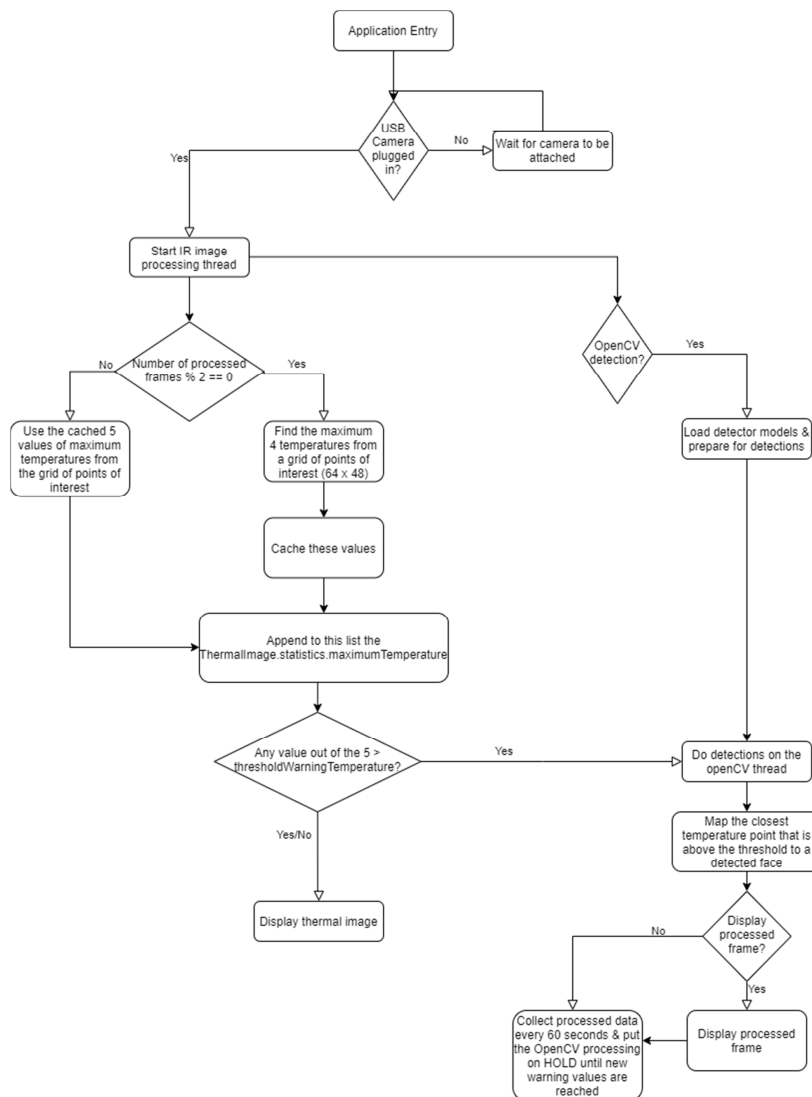 Application Entry
USB
Camera
plugged
in?
No
Wait for camera to be
attached
Yes
Start IR image
processing thread
Number of processed
frames % 2 == 0
No
Yes
OpenCV
detection?
Yes
Use the cached 5
values of maximum
temperatures from
the grid of points of
interest
Find the maximum
4 temperatures from
a grid of points of
interest (64 x 48)
Load detector models &
prepare for detections
Cache these values
Append to this list the
ThermalImage.statistics.maximumTemperature
Any value out of the 5 >
thresholdWarningTemperature?
Yes
Do detections on the
openCV thread
Yes/No
Map the closest
temperature point that is
above the threshold to a
detected face
Display thermal image
Display
processed
frame?
No
Yes
Collect processed data
every 60 seconds & put
the OpenCV processing
on HOLD until new
warning values are
reached
Display processed
frame